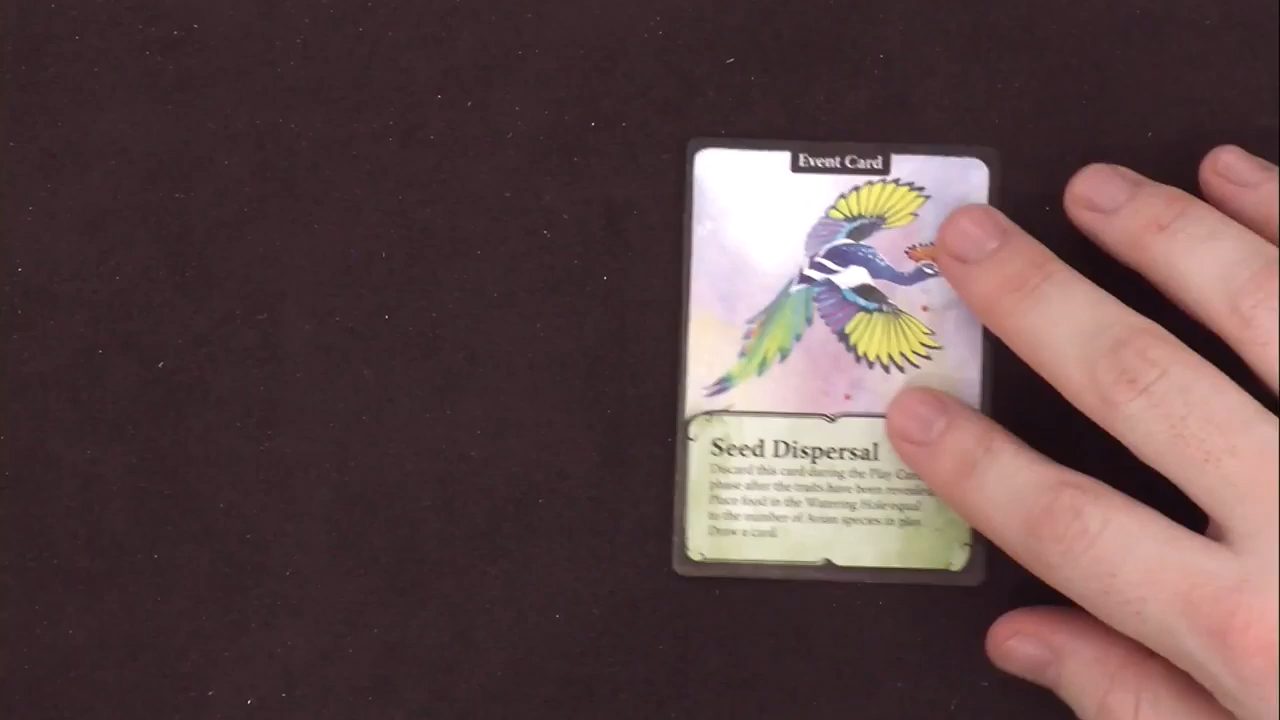 Event Card
Seed Dispersal
Discard this card during the Play
phase after the traits have been revealed
Place food in the Watering Hole equal
to the number of Avian species in play
Draw a card.